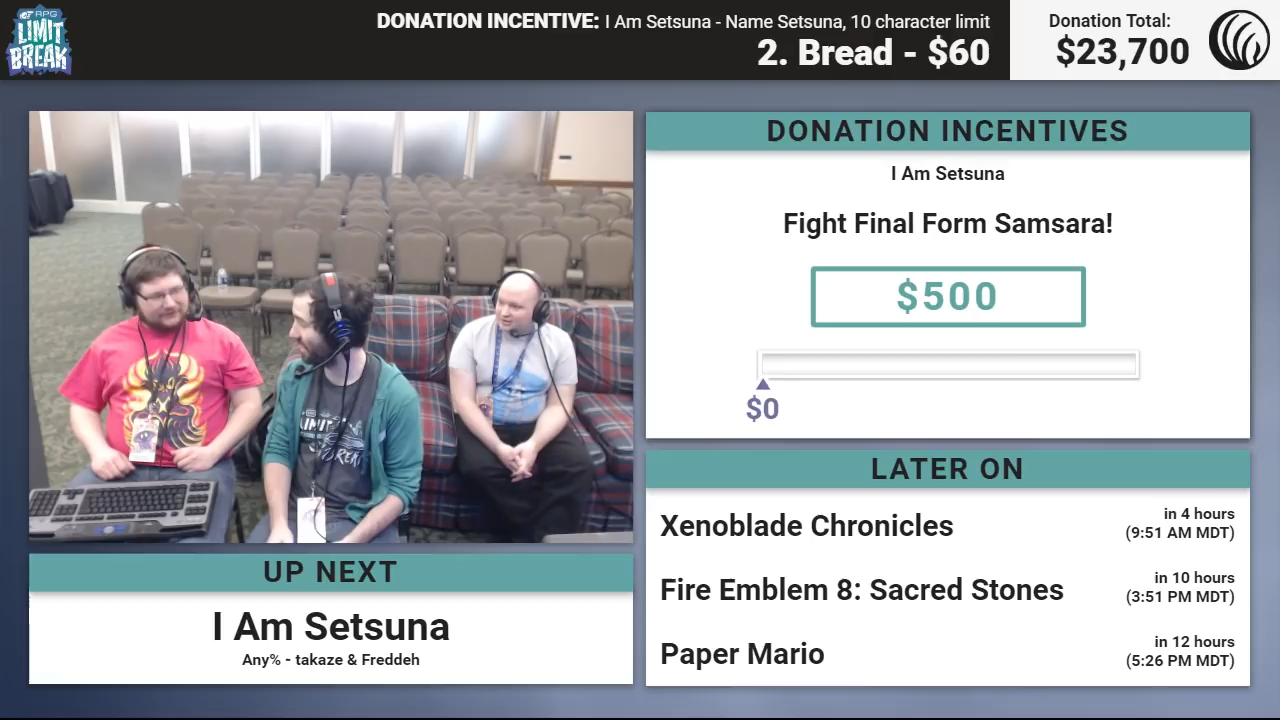 RPG
LIMIT
BREAK
DONATION INCENTIVE: I Am Setsuna - Name Setsuna, 10 character limit
2. Bread - $60
Donation Total:
$23,700
LIMIT
BREAK
UP NEXT
I Am Setsuna
Any% - takaze & Freddeh
DONATION INCENTIVES
I Am Setsuna
Fight Final Form Samsara!
$500
$0
LATER ON
Xenoblade Chronicles
in 4 hours
(9:51 AM MDT)
Fire Emblem 8: Sacred Stones
in 10 hours
(3:51 PM MDT)
Paper Mario
in 12 hours
(5:26 PM MDT)